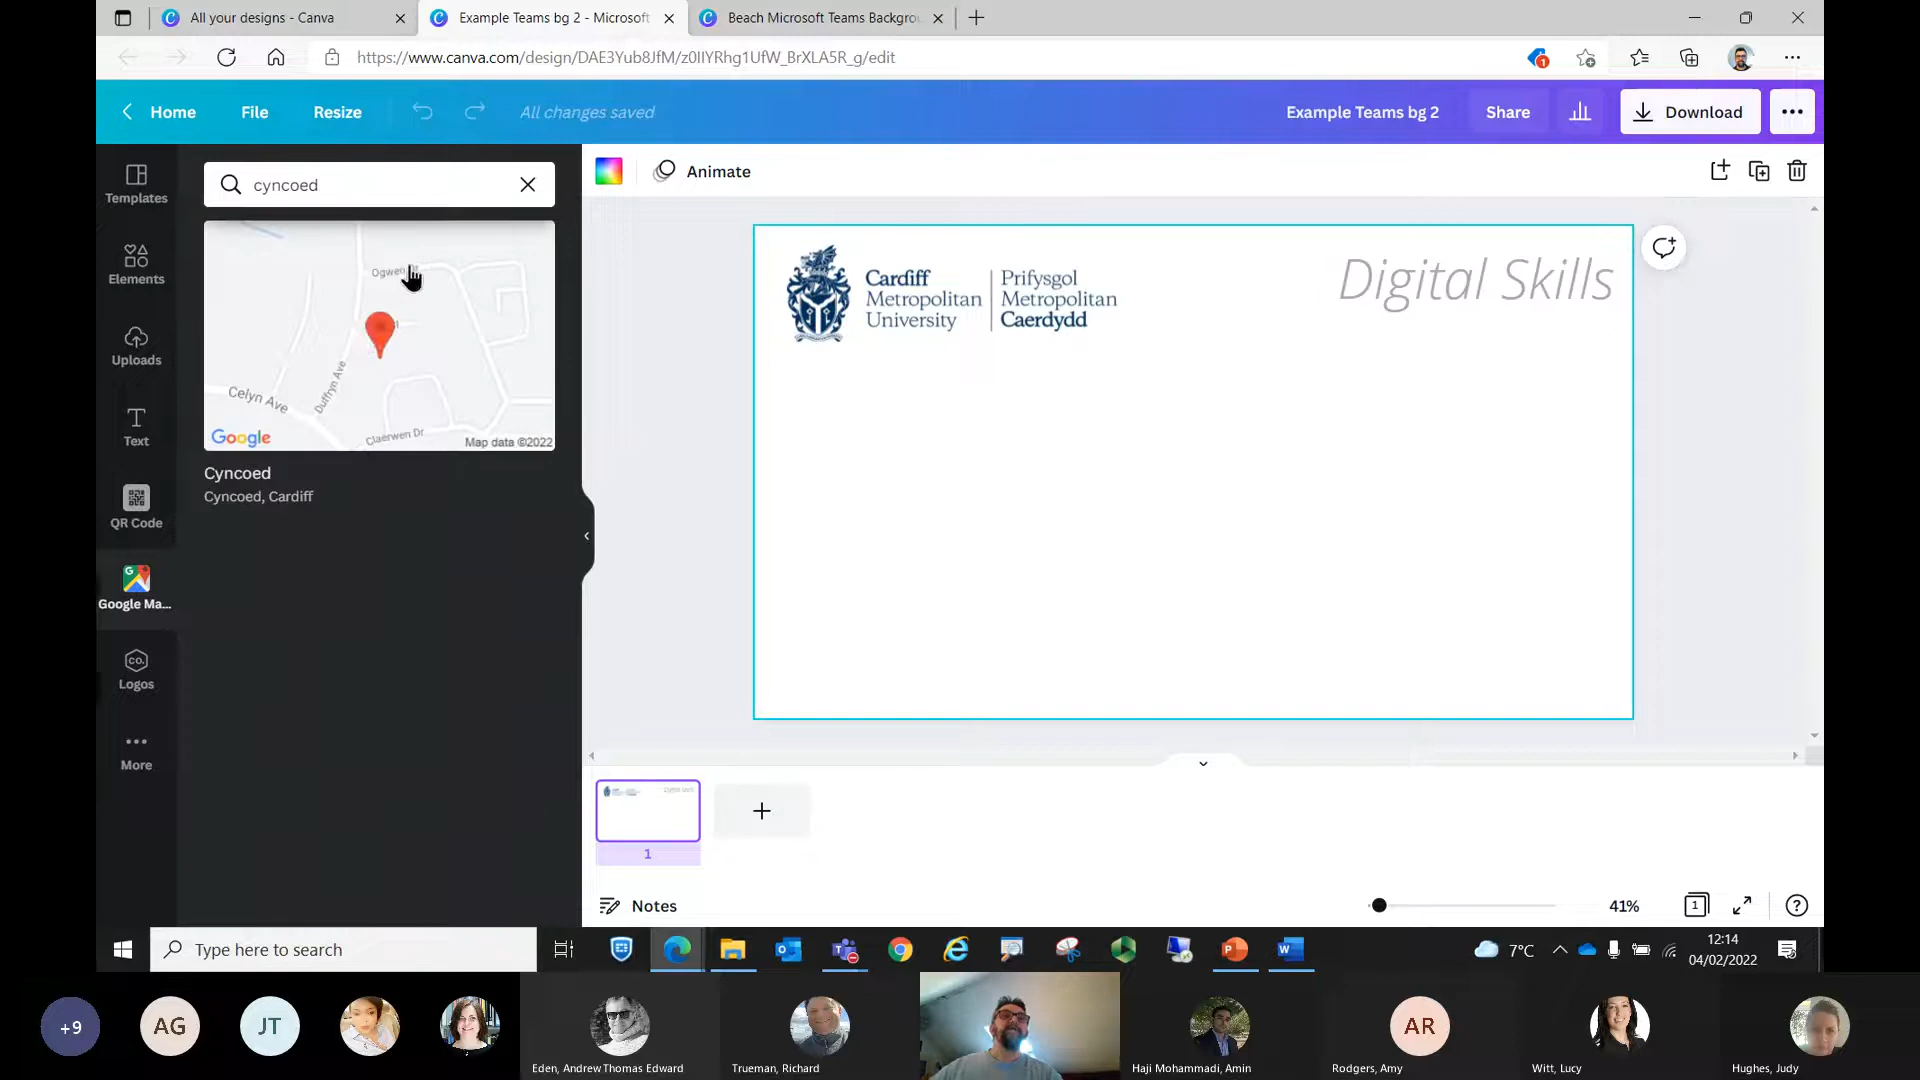 All your designs - Canva
Example Teams bg 2 - Microsoft
Beach Microsoft Teams Backgrou
https://www.canva.com/design/DAE3Yub8JfM/z0IIYRhg1UfW_BrXLA5R_g/edit
1
Home
File
Resize
All changes saved
Example Teams bg 2
Share
Download
Templates
Elements
Uploads
Text
QR Code
Google Ma...
CO.
Logos
More
cyncoed
Ogwen
Duffryn Ave
Celyn Ave
Claerwen Dr
Google
Map data ©2022
Cyncoed
Cyncoed, Cardiff
Animate
Cardiff
Metropolitan
University
Prifysgol
Metropolitan
Caerdydd
Digital Skills
1
Notes
41%
1
Type here to search
7°C
12:14
04/02/2022
+9
AG
JT
Eden, Andrew Thomas Edward
Trueman, Richard
Haji Mohammadi, Amin
AR
Rodgers, Amy
Witt, Lucy
Hughes, Judy